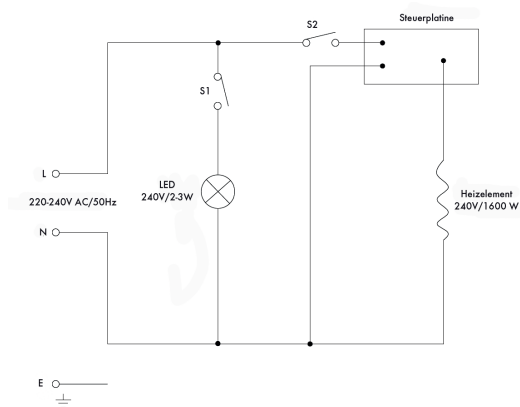 Steuerplatine
S2
S1
L
LED
240V/2-3W
220-240V AC/50Hz
Heizelement
240V/1600 W
N
E